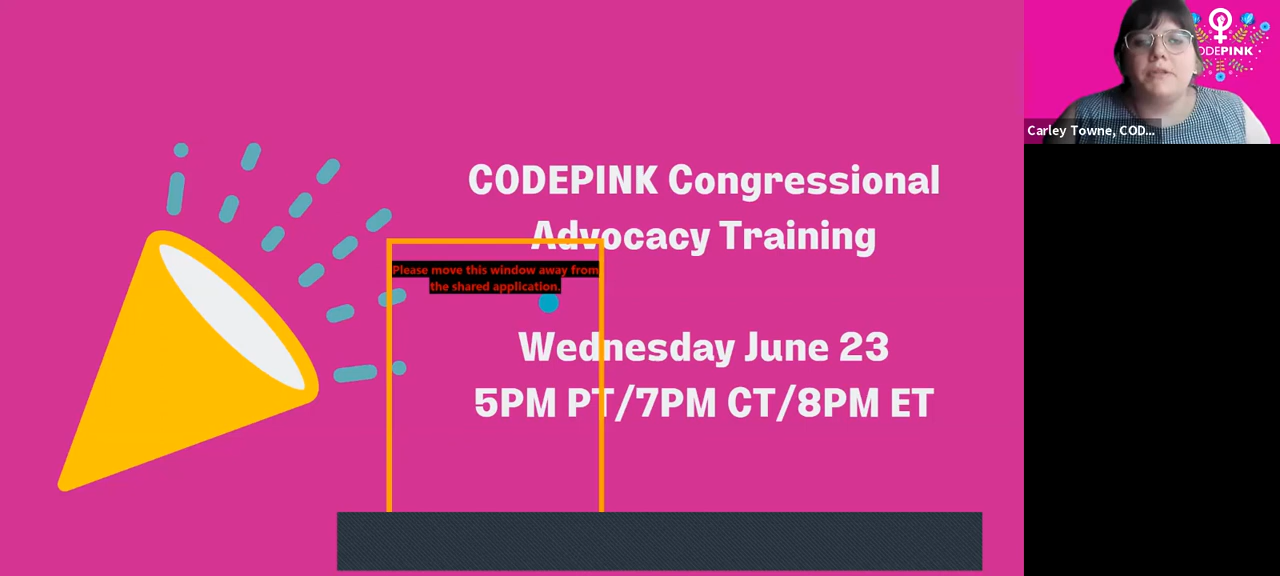 CODEPINK Congressional
Advocacy Training
Please move this window away from
the shared application.
Wednesday June 23
5PM PT/7PM CT/8PM ET
ODEPINK
Carley Towne, COD...